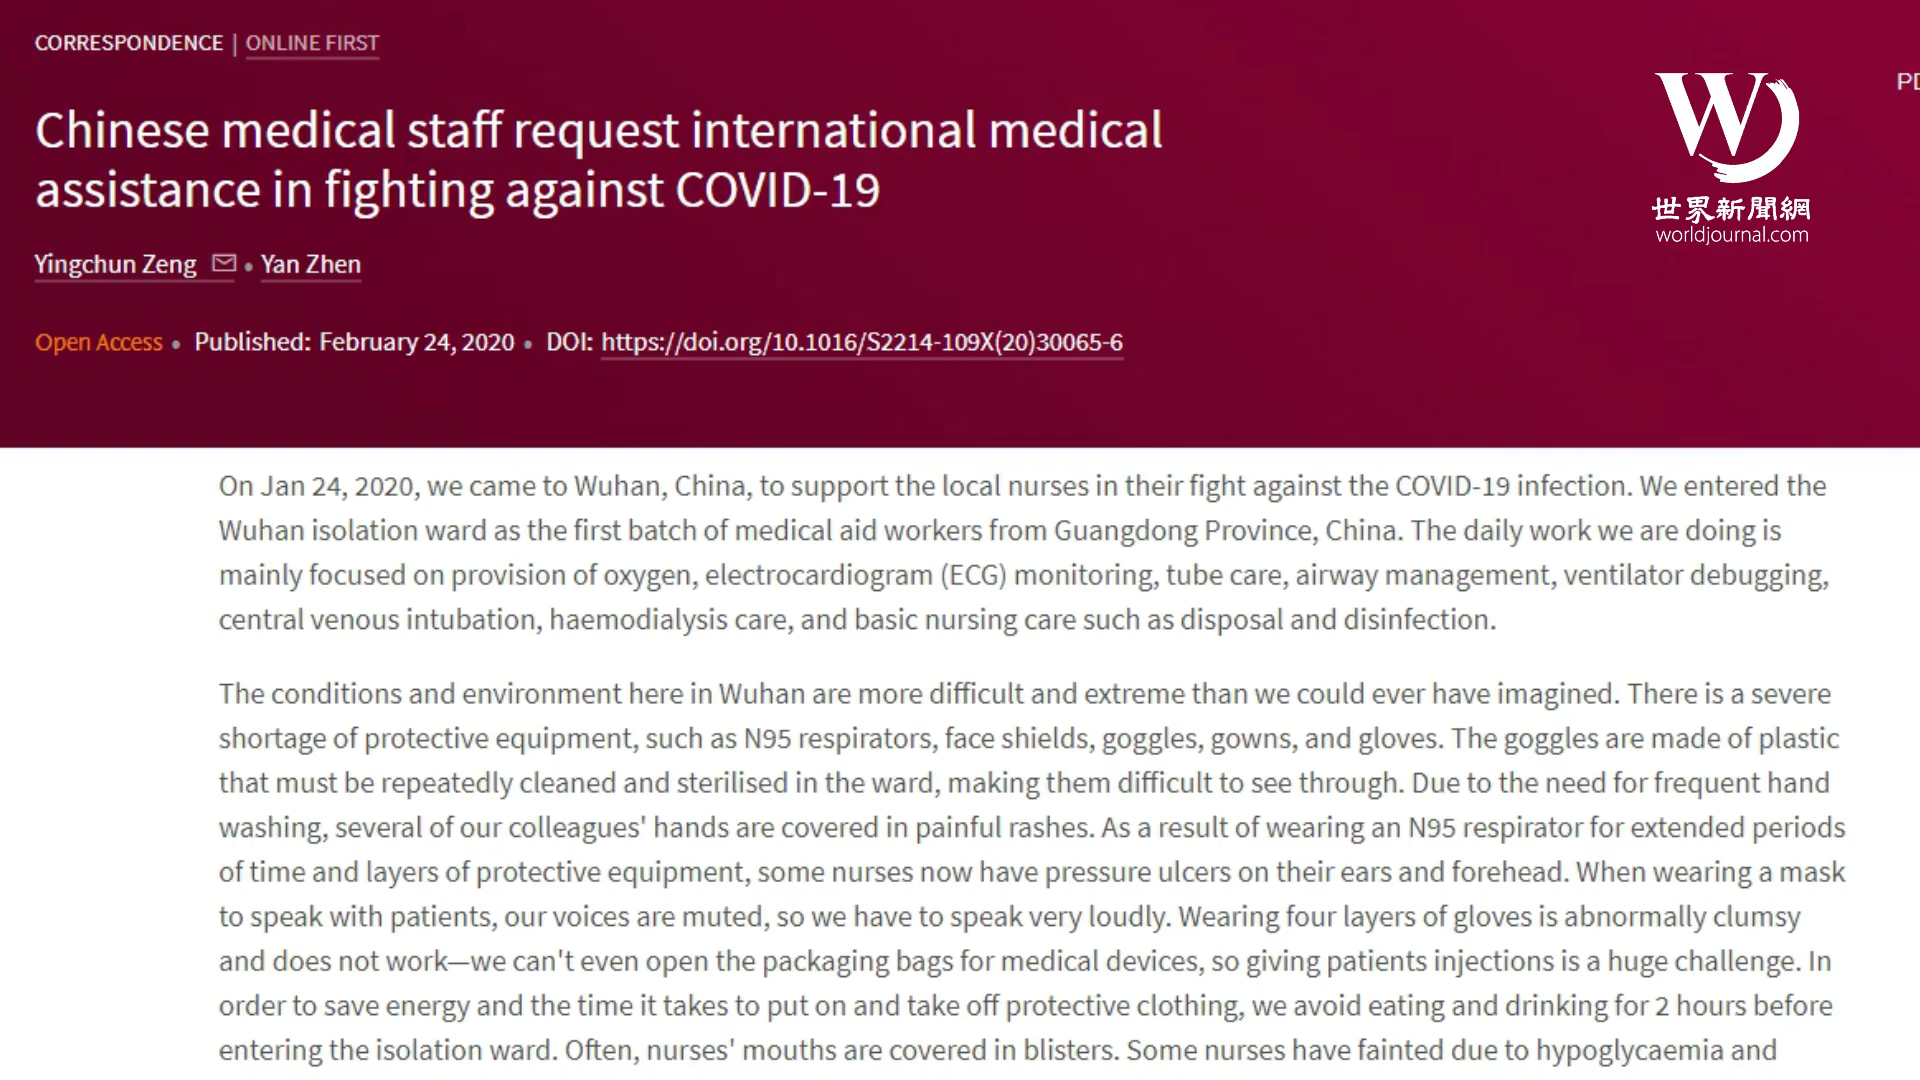 CORRESPONDENCE | ONLINE FIRST
PD
Chinese medical staff request international medical
assistance in fighting against COVID-19
Yingchun Zeng • Yan Zhen
W
世界新聞網
worldjournal.com
Open Access • Published: February 24, 2020 • DOI: https://doi.org/10.1016/S2214-109X(20)30065-6
On Jan 24, 2020, we came to Wuhan, China, to support the local nurses in their fight against the COVID-19 infection. We entered the
Wuhan isolation ward as the first batch of medical aid workers from Guangdong Province, China. The daily work we are doing is
mainly focused on provision of oxygen, electrocardiogram (ECG) monitoring, tube care, airway management, ventilator debugging,
central venous intubation, haemodialysis care, and basic nursing care such as disposal and disinfection.
The conditions and environment here in Wuhan are more difficult and extreme than we could ever have imagined. There is a severe
shortage of protective equipment, such as N95 respirators, face shields, goggles, gowns, and gloves. The goggles are made of plastic
that must be repeatedly cleaned and sterilised in the ward, making them difficult to see through. Due to the need for frequent hand
washing, several of our colleagues' hands are covered in painful rashes. As a result of wearing an N95 respirator for extended periods
of time and layers of protective equipment, some nurses now have pressure ulcers on their ears and forehead. When wearing a mask
to speak with patients, our voices are muted, so we have to speak very loudly. Wearing four layers of gloves is abnormally clumsy
and does not work—we can't even open the packaging bags for medical devices, so giving patients injections is a huge challenge. In
order to save energy and the time it takes to put on and take off protective clothing, we avoid eating and drinking for 2 hours before
entering the isolation ward. Often, nurses' mouths are covered in blisters. Some nurses have fainted due to hypoglycaemia and